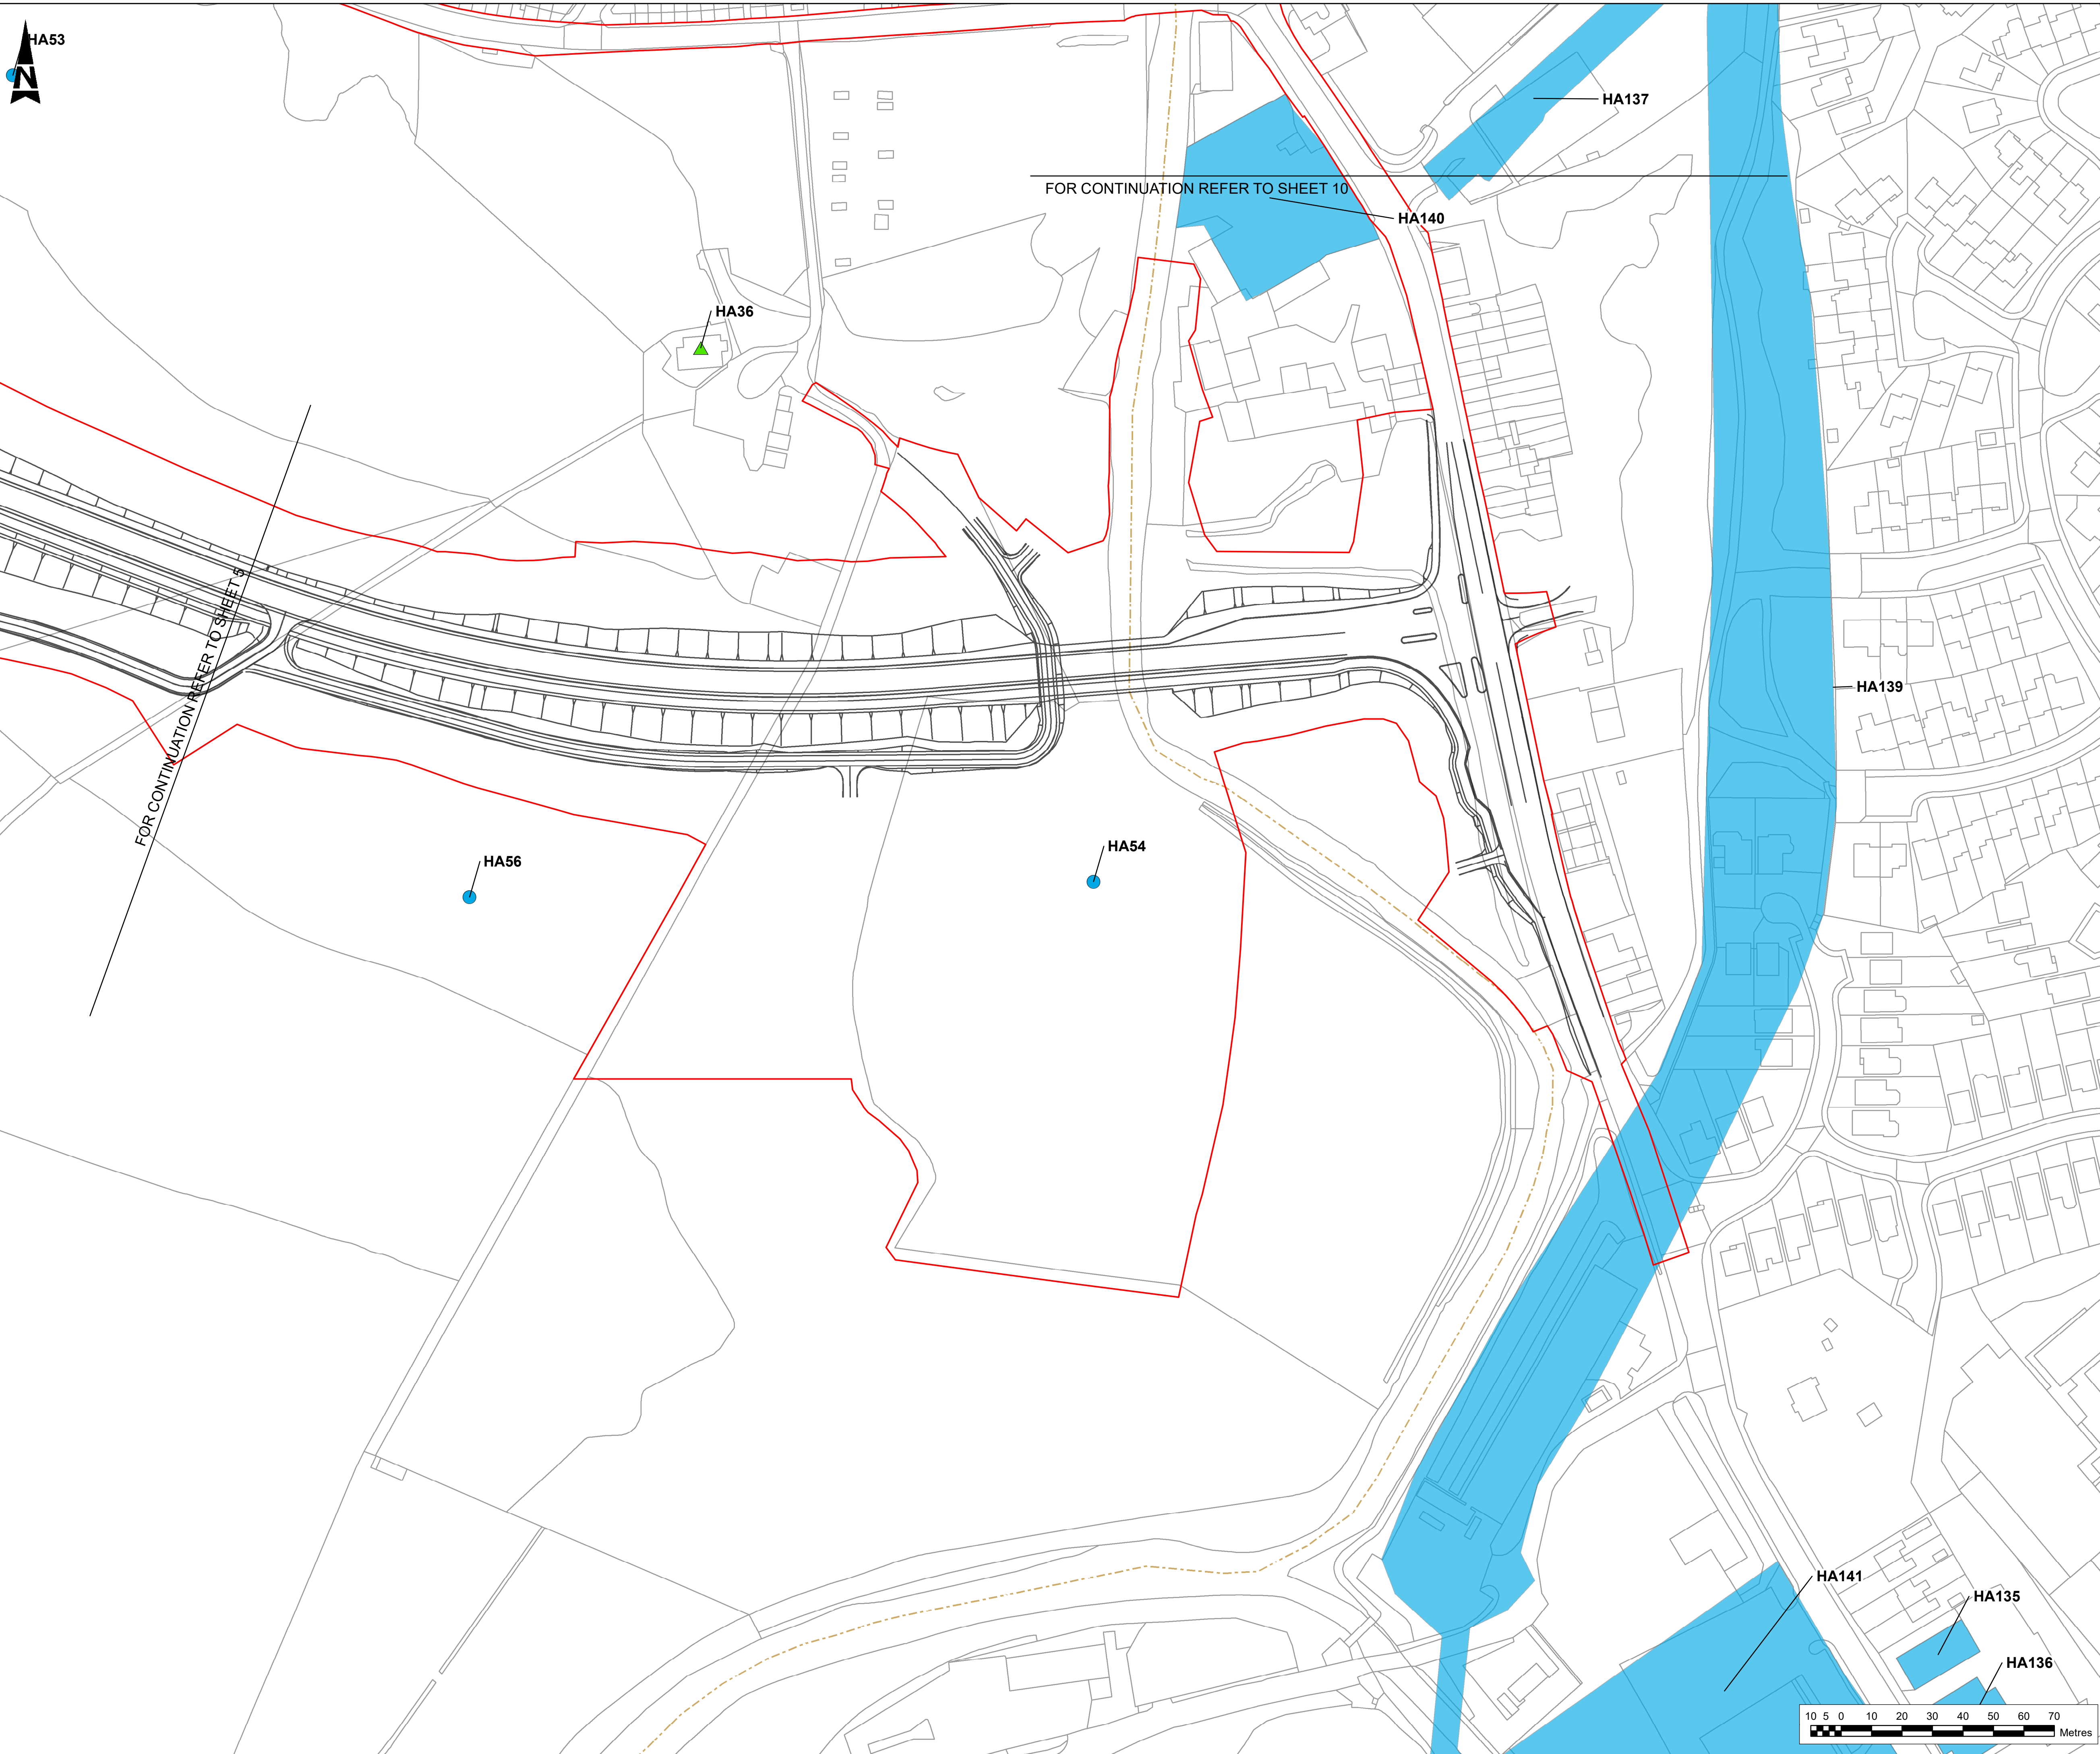 HA53
N
HA137
FOR CONTINUATION REFER TO SHEET 10
HA140
HA36
FOR CONTINUATION REFER TO SHEET 5
HA139
HA54
HA56
HA141
HA135
HA136
10 5 0 10 20 30 40 50 60 70
Metres